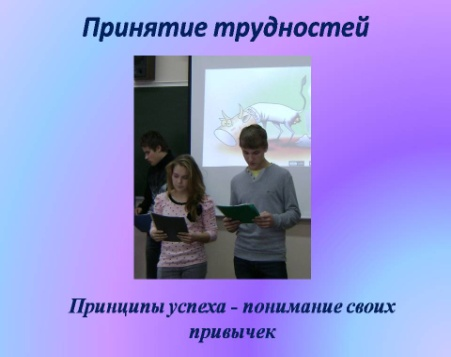 Принятие трудностей
Принципы успеха - понимание своих
привычек